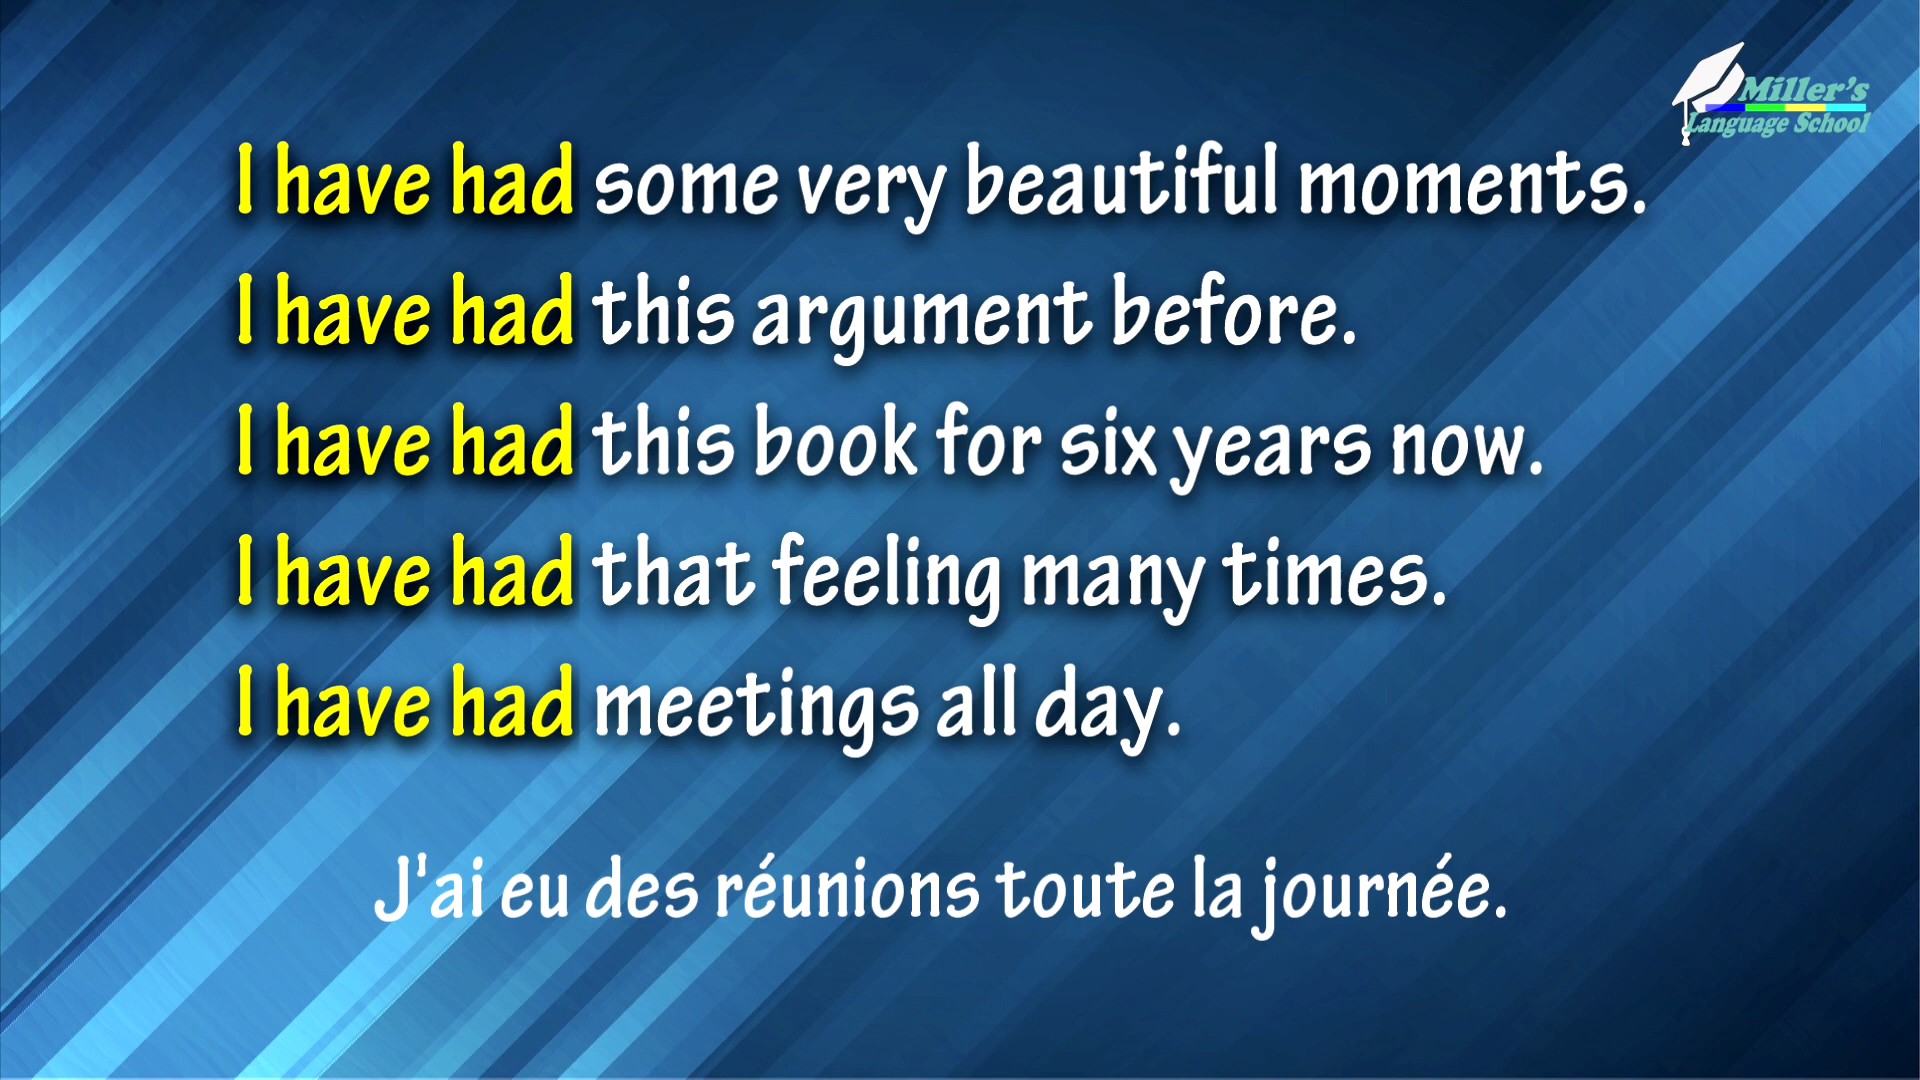 Miller's
Language School
I have had some very beautiful moments.
I have had this argument before.
I have had this book for six years now.
I have had that feeling many times.
I have had meetings all day.
J'ai eu des réunions toute la journée.